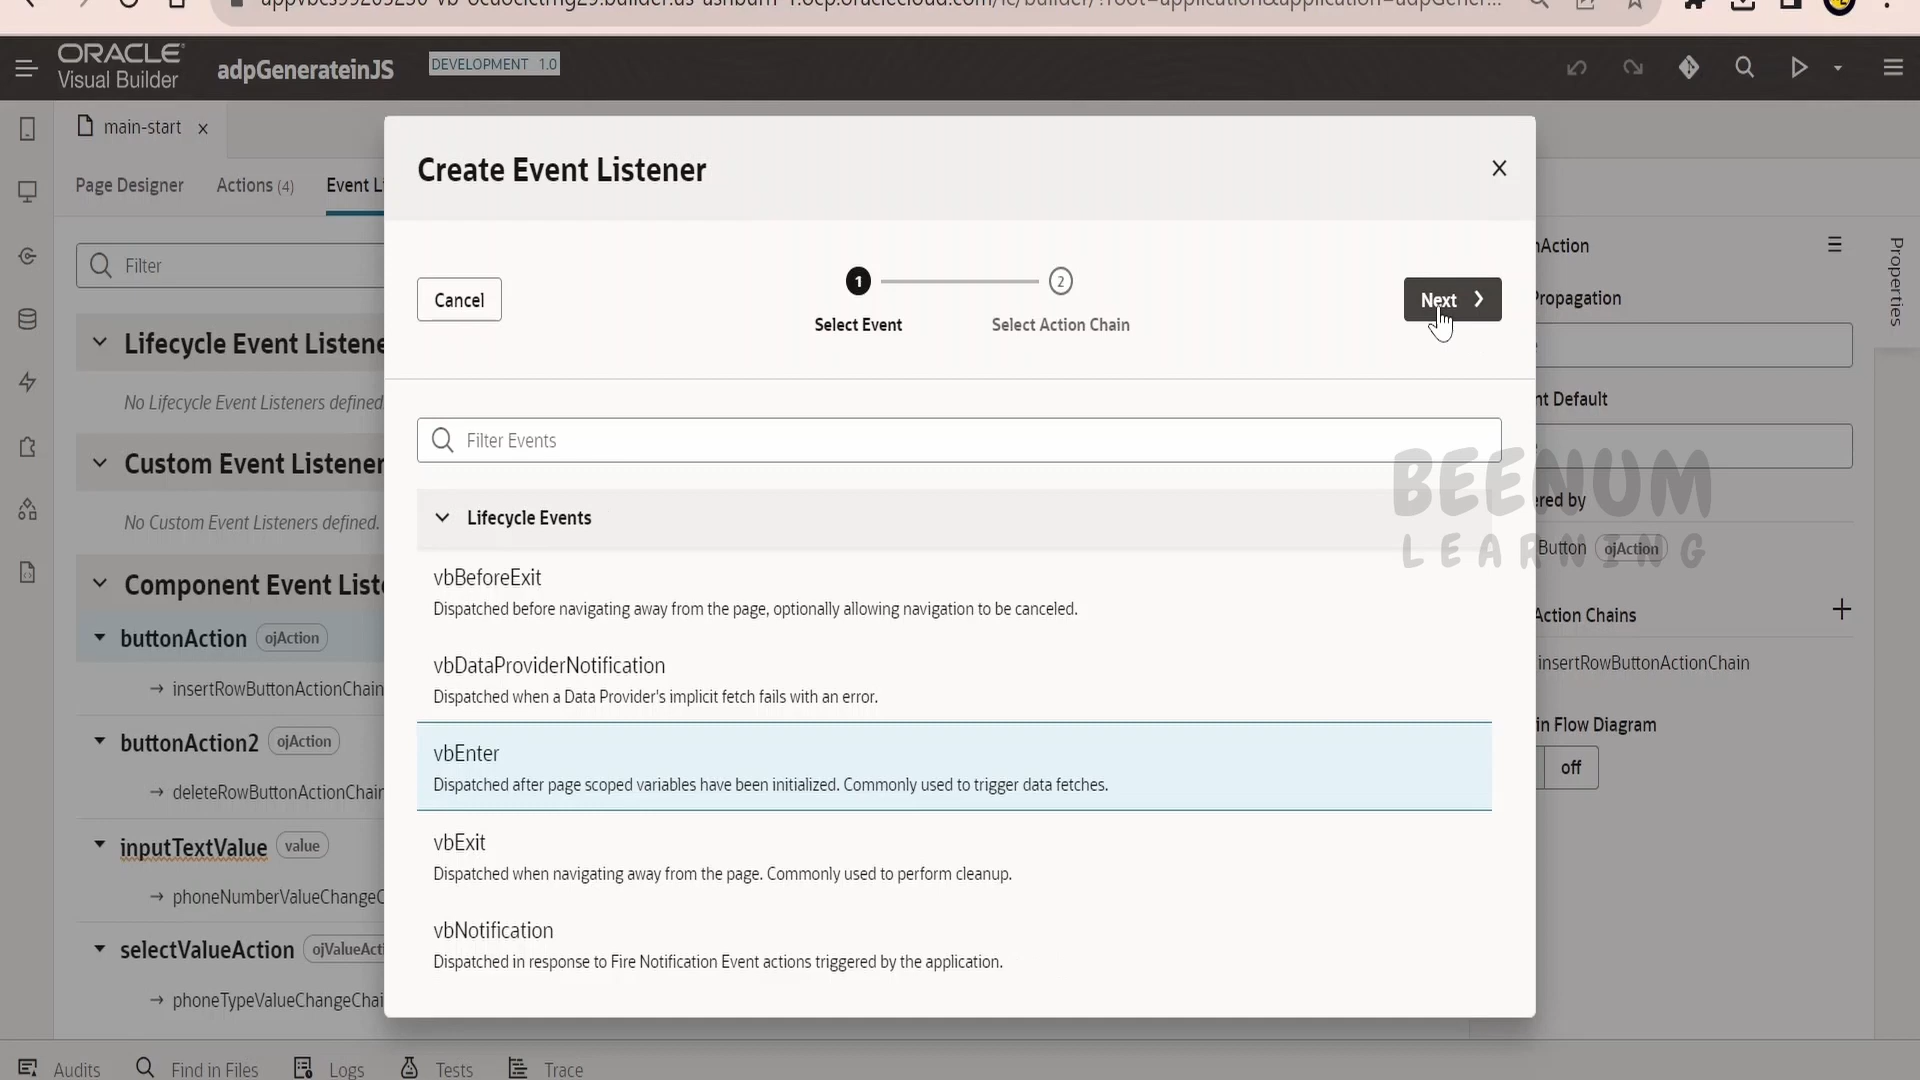 ORACLE
Visual Builder
adpGenerateinJS
DEVELOPMENT 1.0
main-start
Page Designer
Actions (4)
Event Li
Filter
Lifecycle Event Listene
No Lifecycle Event Listeners defined
Custom Event Listener
No Custom Event Listeners defined.
Component Event Liste
buttonAction ojAction
insertRowButtonActionChain
buttonAction2 ojAction
deleteRowButtonActionChain
inputTextValue value
phoneNumberValueChangeC
selectValueAction ojValueActi
phoneTypeValueChangeChai
Create Event Listener
Cancel
1
2
Select Event
Select Action Chain
Next
Filter Events
Lifecycle Events
vbBeforeExit
Dispatched before navigating away from the page, optionally allowing navigation to be canceled.
vbDataProviderNotification
Dispatched when a Data Provider's implicit fetch fails with an error.
vbEnter
Dispatched after page scoped variables have been initialized. Commonly used to trigger data fetches.
vbExit
Dispatched when navigating away from the page. Commonly used to perform cleanup.
vbNotification
Dispatched in response to Fire Notification Event actions triggered by the application.
nAction
Propagation
nt Default
BEENUM
LEARNING
ered by
Button ojAction
Action Chains
insertRowButtonActionChain
in Flow Diagram
off
Properties
Audits
Find in Files
Logs
Tests
Trace